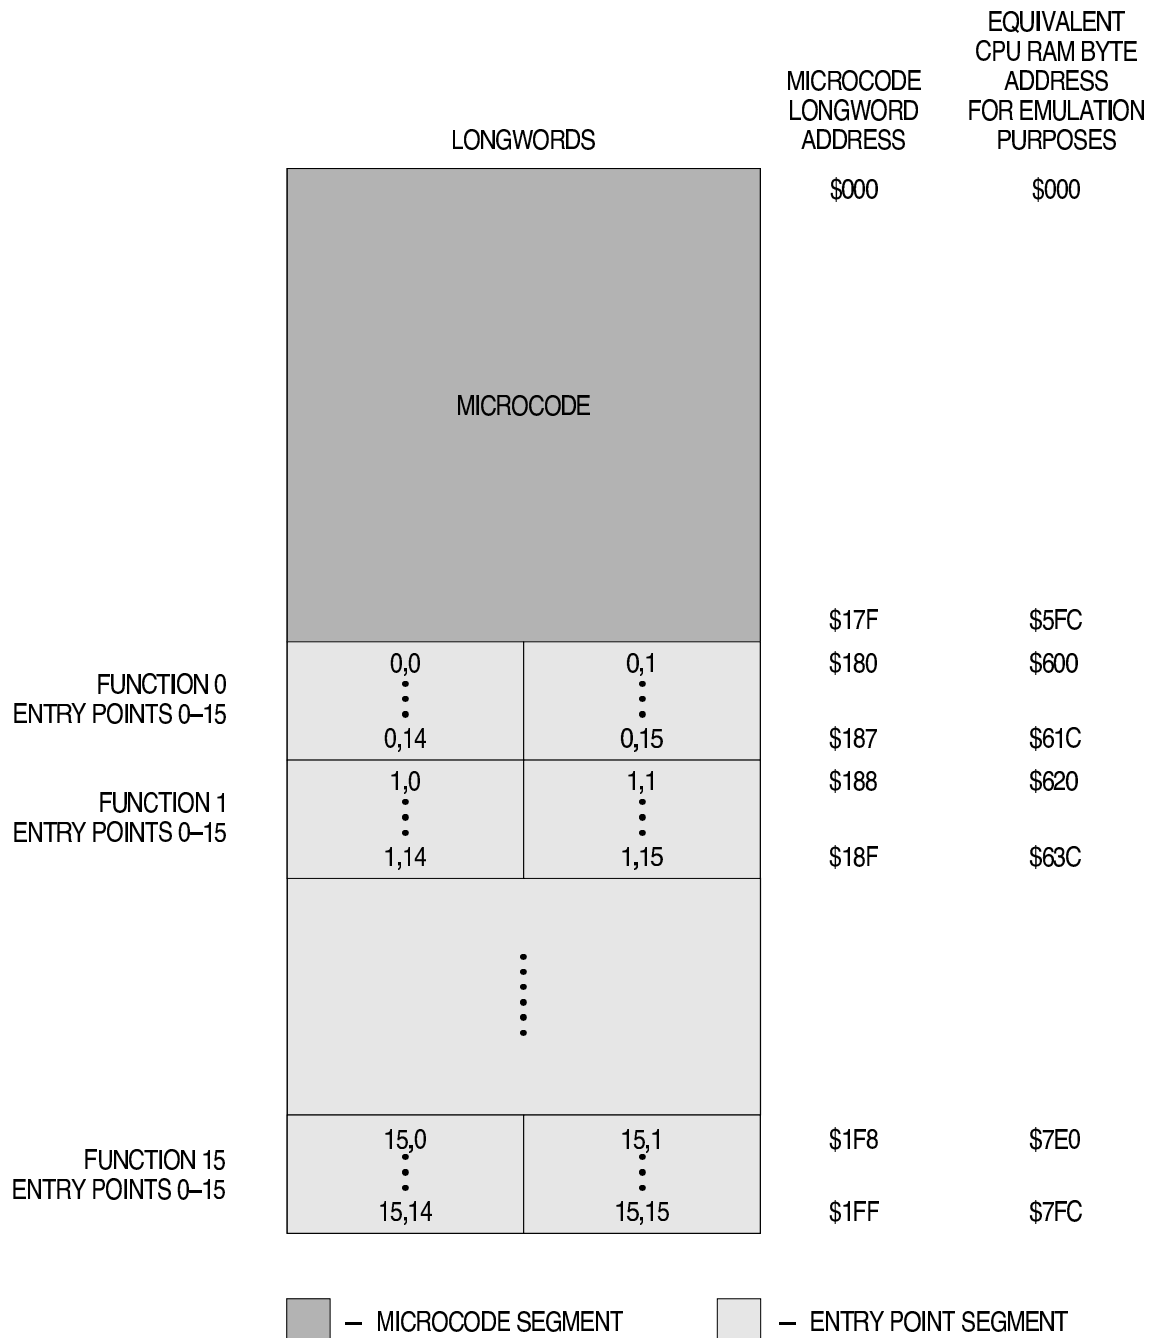 EQUIVALENT
CPU RAM BYTE
MICROCODE ADDRESS
LONGWORD FOR EMULATION
LONGWORDS ADDRESS PURPOSES
$000 $000
MICROCODE
$17F $5FC
0,0 0,1 $180 $600
FUNCTION 0
ENTRY POINTS 0–15
0,14 0,15 $187 $61C
1,0 1,1 $188 $620
FUNCTION 1
ENTRY POINTS 0–15
1,14 1,15 $18F $63C
15,0 15,1 $1F8 $7E0
FUNCTION 15
ENTRY POINTS 0–15
15,14 15,15 $1FF $7FC
– MICROCODE SEGMENT – ENTRY POINT SEGMENT